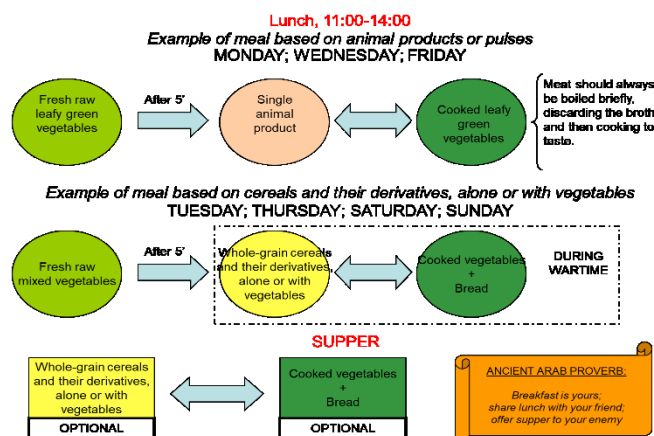 Lunch, 11:00-14:00
Example of meal based on animal products or pulses
MONDAY; WEDNESDAY; FRIDAY
Fresh raw
leafy green
vegetables
After 5'
Single
animal
product
Cooked leafy
green
vegetables
Meat should always
be boiled briefly,
discarding the broth
and then cooking to
taste.
Example of meal based on cereals and their derivatives, alone or with vegetables
TUESDAY; THURSDAY; SATURDAY; SUNDAY
Fresh raw
mixed vegetables
After 5'
Whole-grain cereals
and their derivatives,
alone or with
vegetables
Cooked vegetables
+
Bread
DURING
WARTIME
SUPPER
Whole-grain cereals
and their derivatives,
alone or with
vegetables
OPTIONAL
Cooked vegetables
+
Bread
OPTIONAL
ANCIENT ARAB PROVERB:
Breakfast is yours;
share lunch with your friend;
offer supper to your enemy